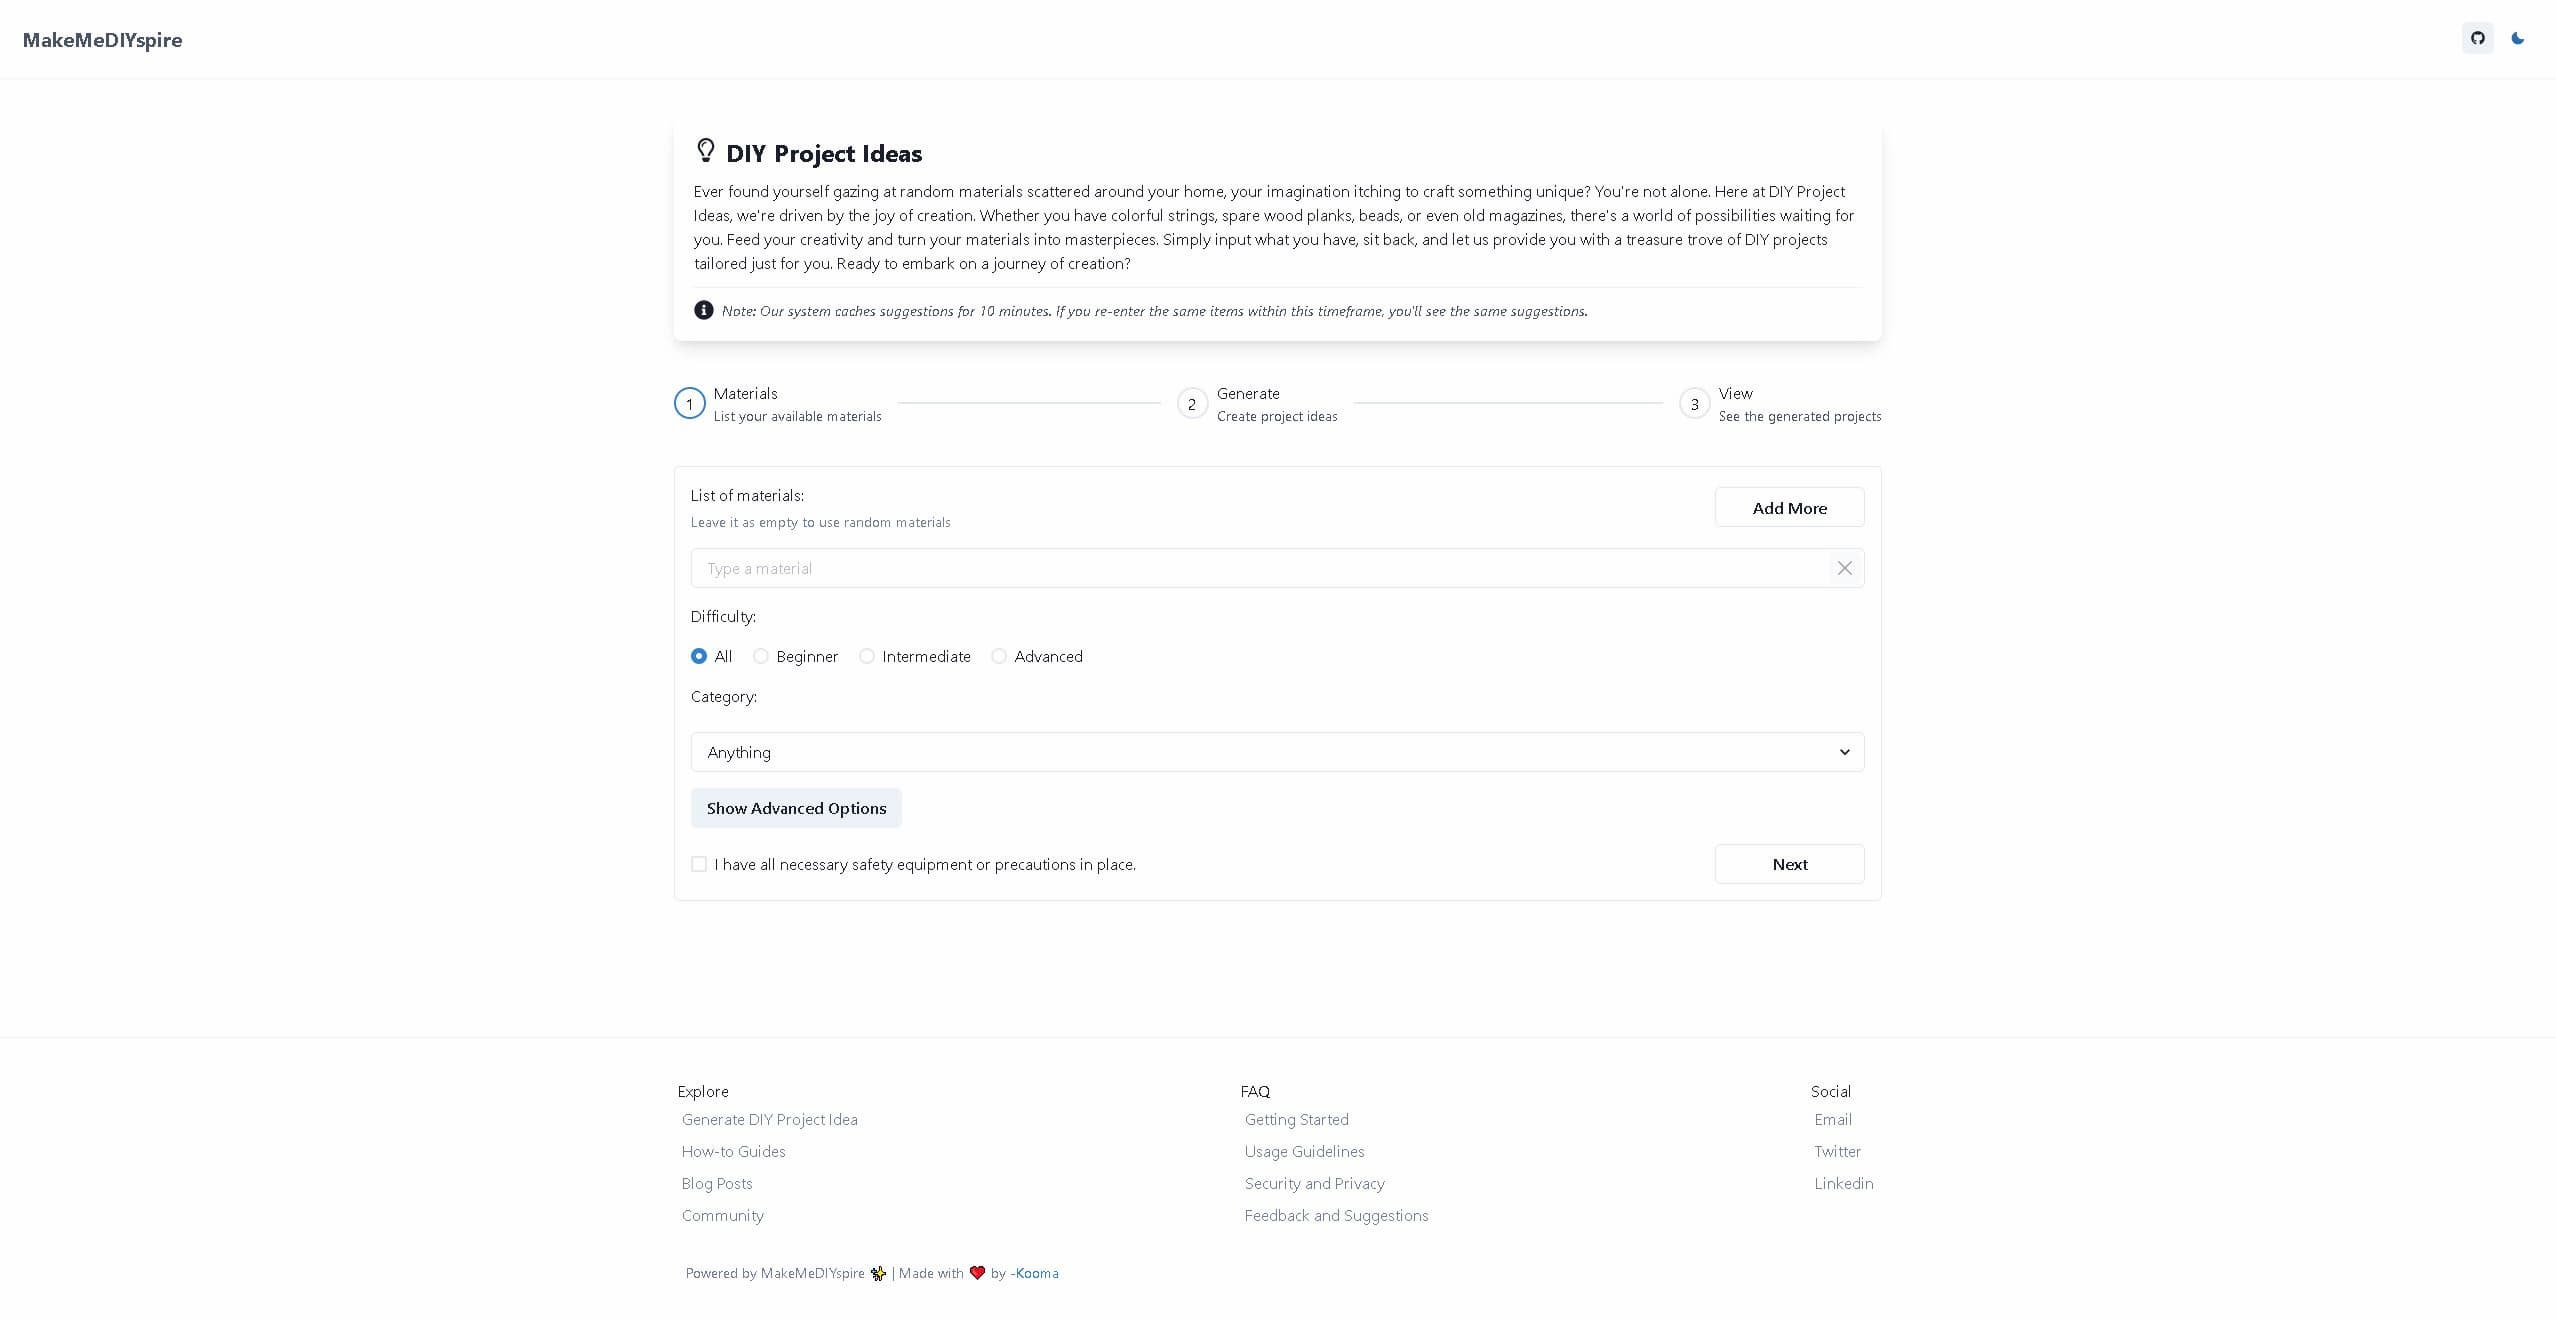 MakeMeDIYspire
DIY Project Ideas
Ever found yourself gazing at random materials scattered around your home, your imagination itching to craft something unique? You're not alone. Here at DIY Project
Ideas, we're driven by the joy of creation. Whether you have colorful strings, spare wood planks, beads, or even old magazines, there's a world of possibilities waiting for
you. Feed your creativity and turn your materials into masterpieces. Simply input what you have, sit back, and let us provide you with a treasure trove of DIY projects
tailored just for you. Ready to embark on a journey of creation?
Note: Our system caches suggestions for 10 minutes. If you re-enter the same items within this timeframe, you'll see the same suggestions.
1
Materials
List your available materials
2
Generate
Create project ideas
3
View
See the generated projects
List of materials:
Leave it as empty to use random materials
Add More
Type a material
Difficulty:
All Beginner Intermediate Advanced
Category:
Anything
Show Advanced Options
I have all necessary safety equipment or precautions in place.
Next
Explore
Generate DIY Project Idea
How-to Guides
Blog Posts
Community
FAQ
Getting Started
Usage Guidelines
Security and Privacy
Feedback and Suggestions
Social
Email
Twitter
Linkedin
Powered by MakeMeDIYspire ✨ | Made with ❤️ by -Kooma